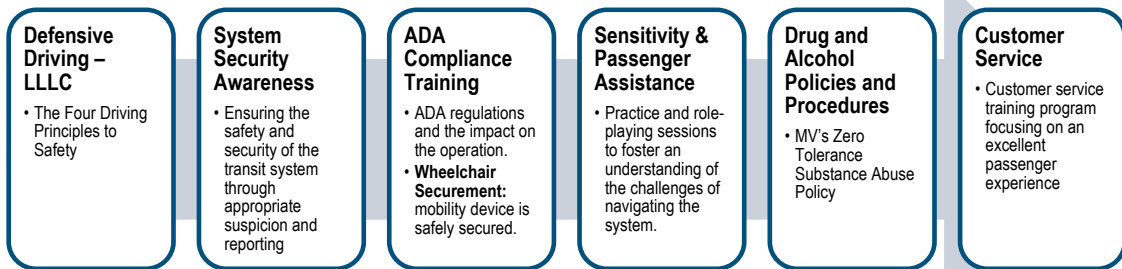 Defensive
Driving –
LLLC
• The Four Driving
Principles to
Safety
System
Security
Awareness
• Ensuring the
safety and
security of the
transit system
through
appropriate
suspicion and
reporting
ADA
Compliance
Training
• ADA regulations
and the impact on
the operation.
• Wheelchair
Securement:
mobility device is
safely secured.
Sensitivity &
Passenger
Assistance
• Practice and role-
playing sessions
to foster an
understanding of
the challenges of
navigating the
system.
Drug and
Alcohol
Policies and
Procedures
• MV's Zero
Tolerance
Substance Abuse
Policy
Customer
Service
• Customer service
training program
focusing on an
excellent
passenger
experience